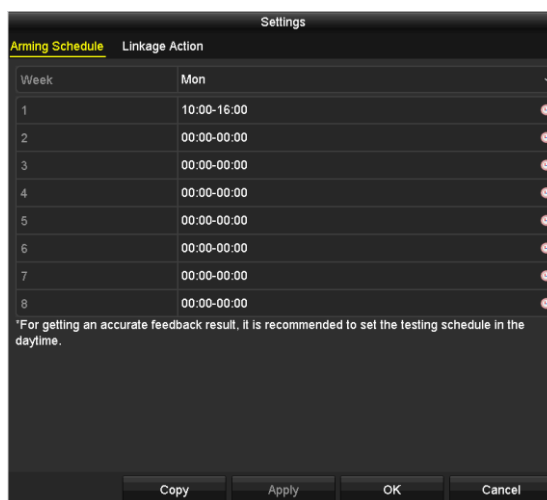 Settings
Arming Schedule Linkage Action
Week Mon
1 10:00-16:00
2 00:00-00:00
3 00:00-00:00
4 00:00-00:00
5 00:00-00:00
6 00:00-00:00
7 00:00-00:00
8 00:00-00:00
*For getting an accurate feedback result, it is recommended to set the testing schedule in the
daytime.
Copy Apply OK Cancel